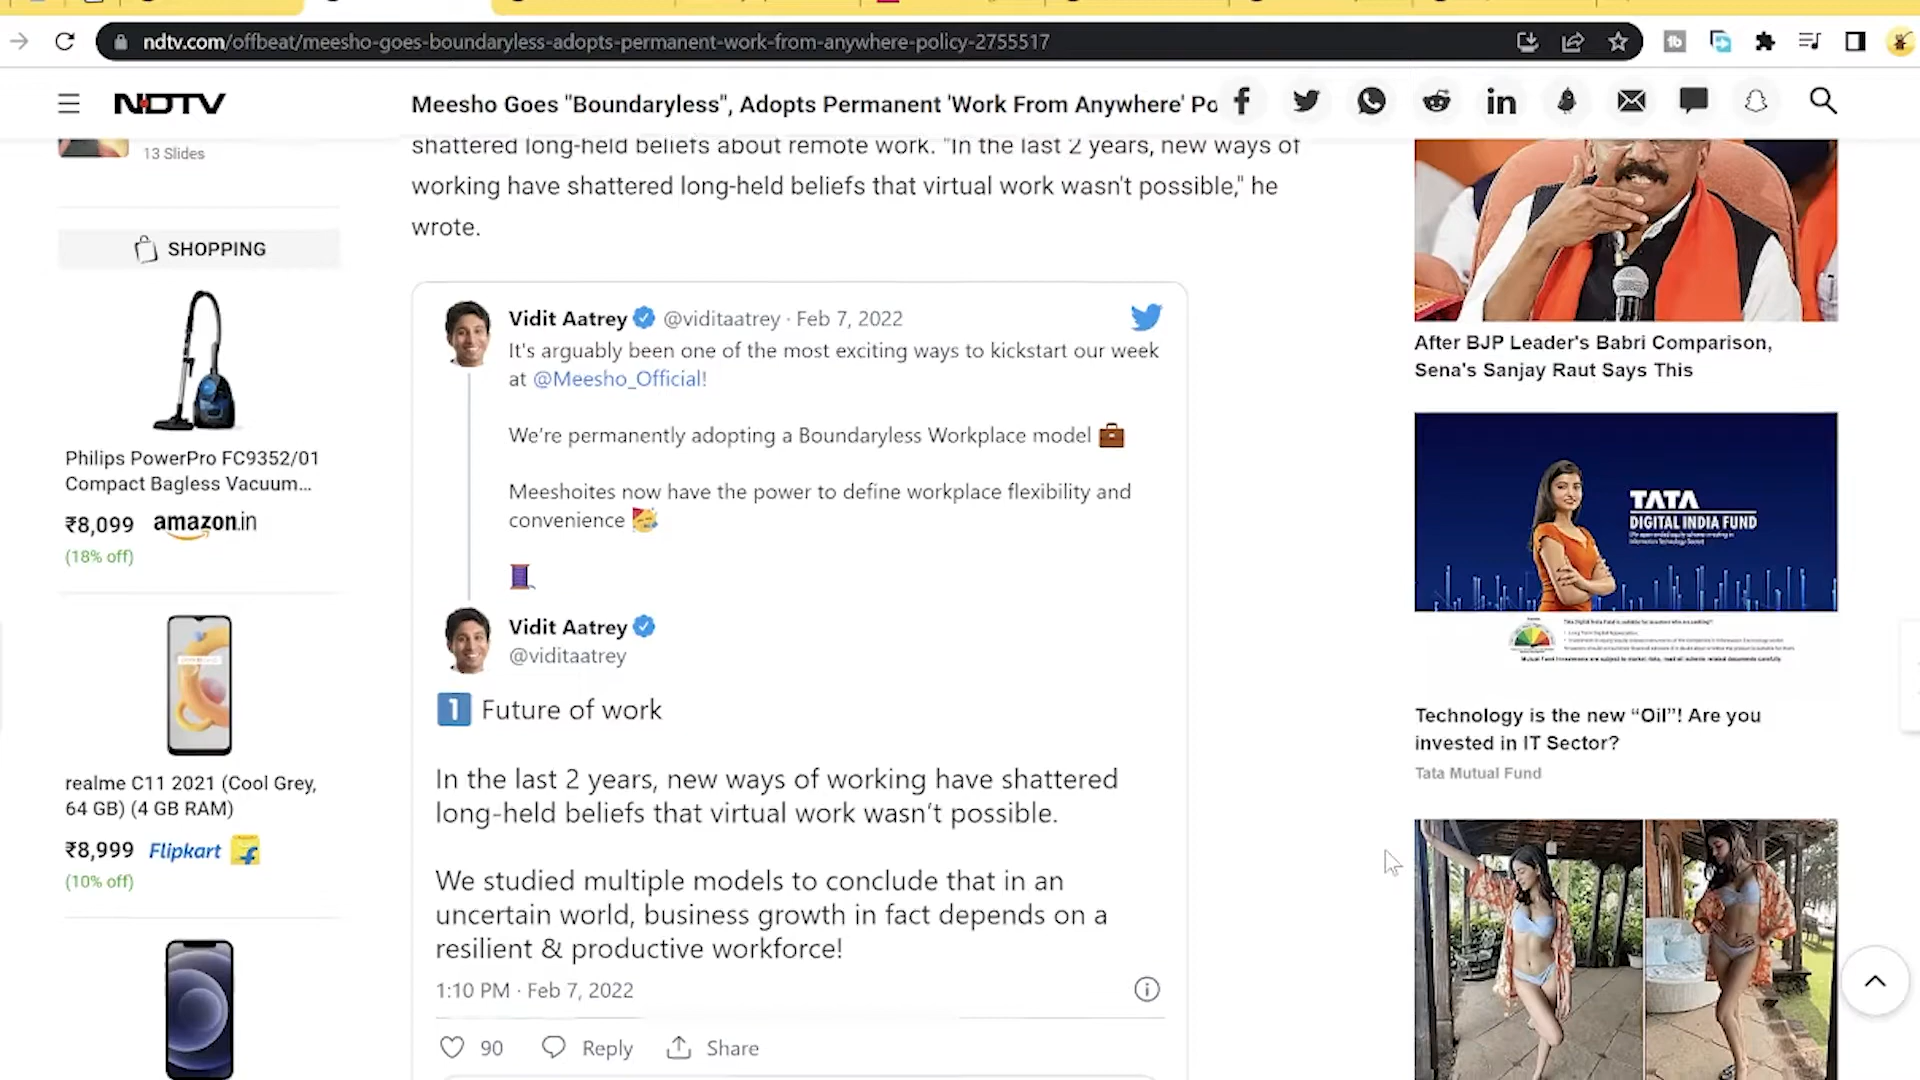 ndtv.com/offbeat/meesho-goes-boundaryless-adopts-permanent-work-from-anywhere-policy-2755517
NDTV
Meesho Goes "Boundaryless", Adopts Permanent 'Work From Anywhere' Po
13 Slides
SHOPPING
Philips PowerPro FC9352/01
Compact Bagless Vacuum...
₹8,099 amazon.in
(18% off)
realme C11 2021 (Cool Grey,
64 GB) (4 GB RAM)
₹8,999 Flipkart
(10% off)
shattered long-held beliefs about remote work. "In the last 2 years, new ways of
working have shattered long-held beliefs that virtual work wasn't possible," he
wrote.
Vidit Aatrey @viditaatrey · Feb 7, 2022
It's arguably been one of the most exciting ways to kickstart our week
at @Meesho_Official!
We're permanently adopting a Boundaryless Workplace model
Meeshoites now have the power to define workplace flexibility and
convenience
Vidit Aatrey
@viditaatrey
1 Future of work
In the last 2 years, new ways of working have shattered
long-held beliefs that virtual work wasn't possible.
We studied multiple models to conclude that in an
uncertain world, business growth in fact depends on a
resilient & productive workforce!
1:10 PM · Feb 7, 2022
90 Reply Share
After BJP Leader's Babri Comparison,
Sena's Sanjay Raut Says This
TATA
DIGITAL INDIA FUND
Technology is the new “Oil”! Are you
invested in IT Sector?
Tata Mutual Fund